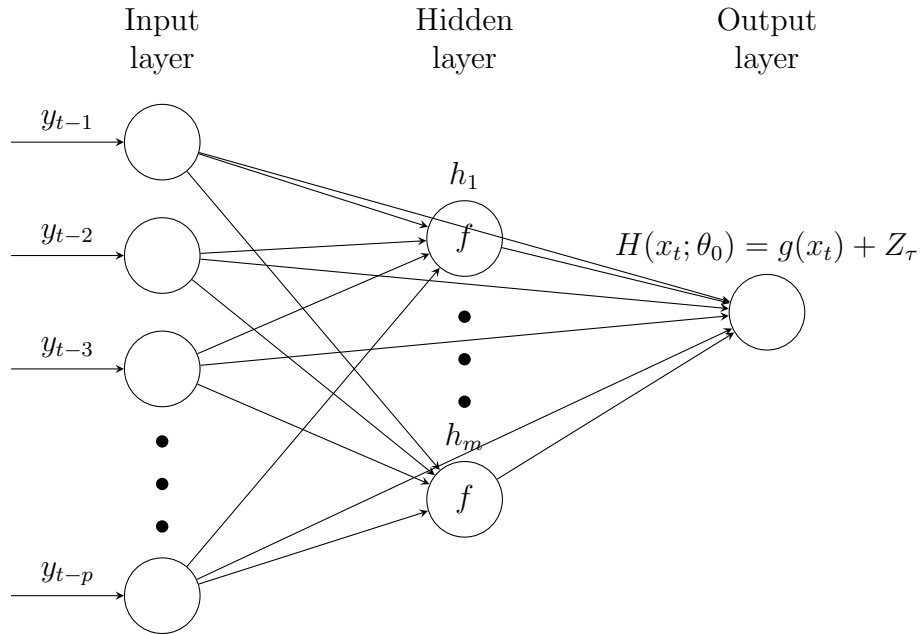 Input
layer
Hidden
layer
Output
layer
y_{t−1}
y_{t−2}
y_{t−3}
y_{t−p}
h_1
f
h_m
f
H(x_t; θ_0) = g(x_t) + Z_τ